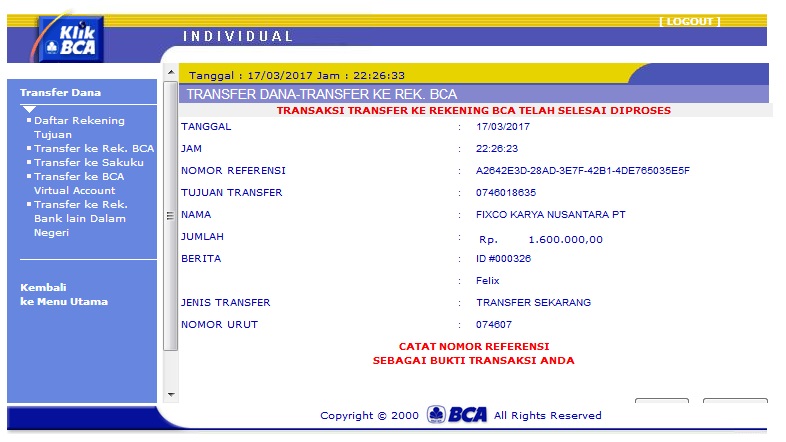 [ LOGOUT ]
Klik
BCA
INDIVIDUAL
Tanggal : 17/03/2017 Jam : 22:26:33
Transfer Dana
Daftar Rekening
Tujuan
Transfer ke Rek. BCA
Transfer ke Sakuku
Transfer ke BCA
Virtual Account
Transfer ke Rek.
Bank lain Dalam
Negeri
Kembali
ke Menu Utama
TRANSFER DANA-TRANSFER KE REK. BCA
TRANSAKSI TRANSFER KE REKENING BCA TELAH SELESAI DIPROSES
TANGGAL : 17/03/2017
JAM : 22:26:23
NOMOR REFERENSI : A2642E3D-28AD-3E7F-42B1-4DE765035E5F
TUJUAN TRANSFER : 0746018635
NAMA : FIXCO KARYA NUSANTARA PT
JUMLAH : Rp. 1.600.000,00
BERITA : ID #000326
: Felix
JENIS TRANSFER : TRANSFER SEKARANG
NOMOR URUT : 074607
CATAT NOMOR REFERENSI
SEBAGAI BUKTI TRANSAKSI ANDA
Copyright © 2000 BCA All Rights Reserved